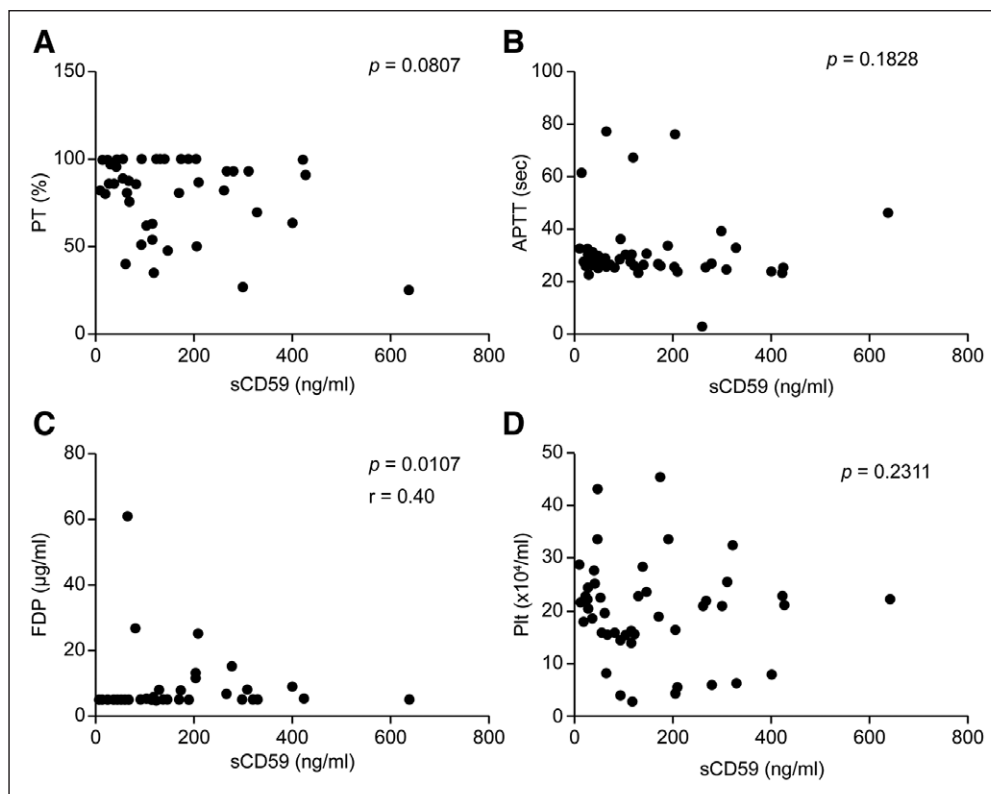 A
p = 0.0807
150
100
50
0
PT (%)
0 200 400 600 800
sCD59 (ng/ml)
B
p = 0.1828
100
80
60
40
20
0
APTT (sec)
0 200 400 600 800
sCD59 (ng/ml)
C
p = 0.0107
r = 0.40
80
60
40
20
0
FDP (µg/ml)
0 200 400 600 800
sCD59 (ng/ml)
D
p = 0.2311
50
40
30
20
10
0
Plt (x10⁴/ml)
0 200 400 600 800
sCD59 (ng/ml)